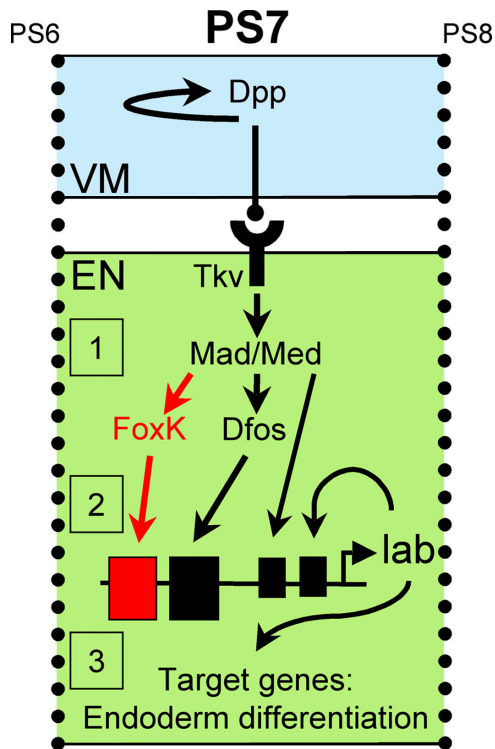 PS6 PS7 PS8
Dpp
VM
EN
Tkv
1
Mad/Med
FoxK Dfos
2
lab
3
Target genes:
Endoderm differentiation